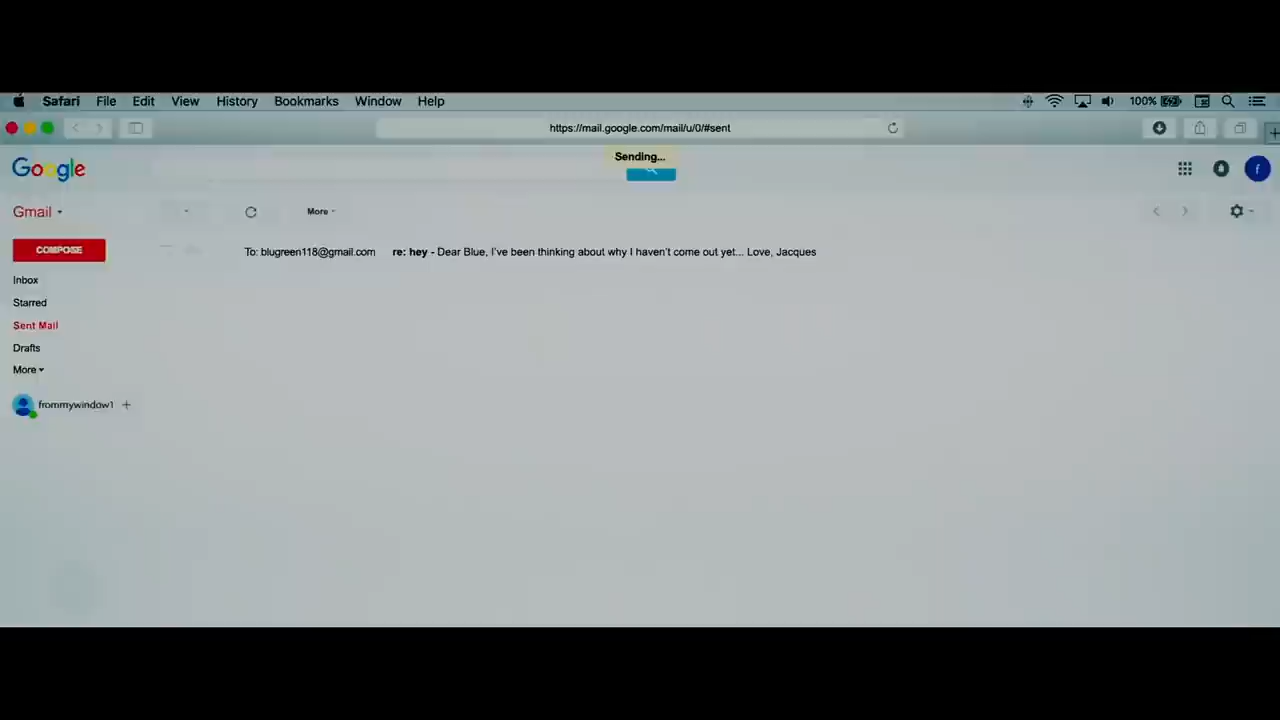 Safari File Edit View History Bookmarks Window Help 100%
https://mail.google.com/mail/u/0/#sent
Sending...
Google
f
Gmail
More
COMPOSE
To: blugreen118@gmail.com re: hey - Dear Blue, I've been thinking about why I haven't come out yet... Love, Jacques
Inbox
Starred
Sent Mail
Drafts
More
frommywindow1 +